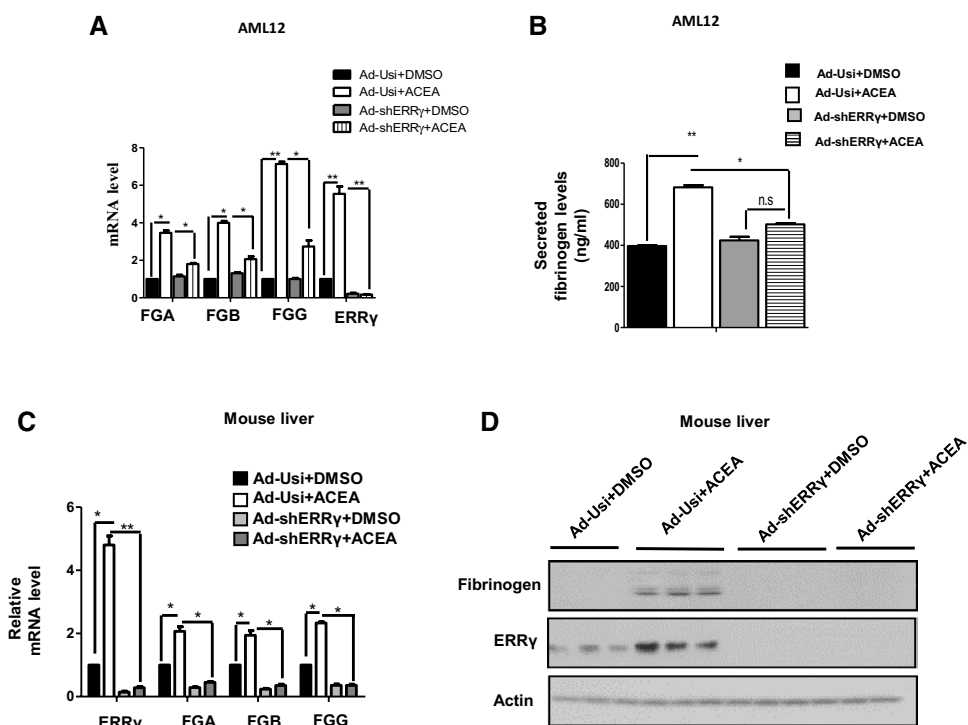 A
AML12
Ad-Usi+DMSO
Ad-Usi+ACEA
Ad-shERRγ+DMSO
Ad-shERRγ+ACEA
mRNA level
8
6
4
2
0
*
*
*
*
**
*
**
**
FGA
FGB
FGG
ERRγ
B
AML12
Ad-Usi+DMSO
Ad-Usi+ACEA
Ad-shERRγ+DMSO
Ad-shERRγ+ACEA
Secreted
fibrinogen levels
(ng/ml)
800
600
400
200
0
**
*
n.s
C
Mouse liver
Ad-Usi+DMSO
Ad-Usi+ACEA
Ad-shERRγ+DMSO
Ad-shERRγ+ACEA
Relative
mRNA level
6
4
2
0
*
**
*
*
*
*
*
*
ERRγ
FGA
FGB
FGG
D
Mouse liver
Ad-Usi+DMSO
Ad-Usi+ACEA
Ad-shERRγ+DMSO
Ad-shERRγ+ACEA
Fibrinogen
ERRγ
Actin